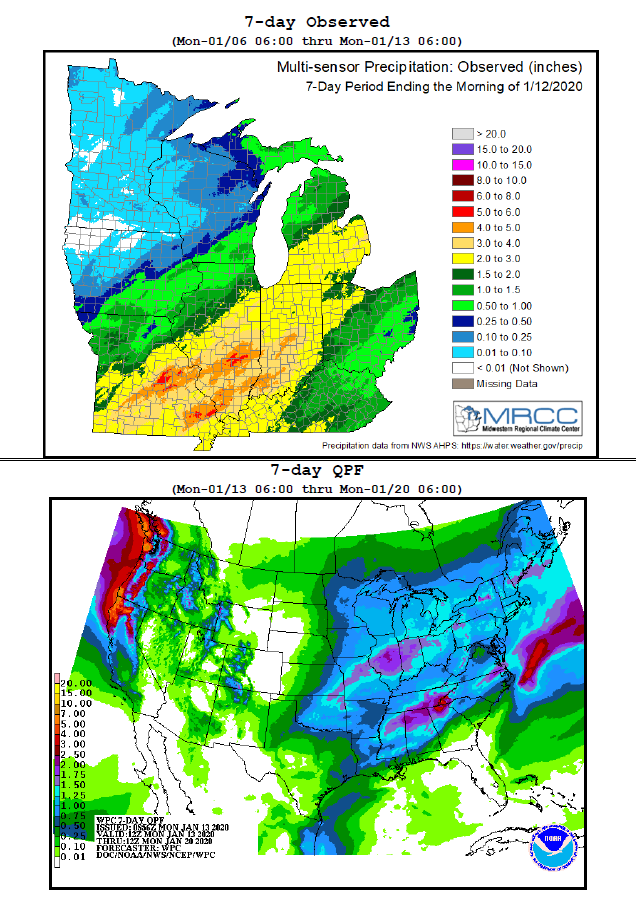 7-day Observed
(Mon-01/06 06:00 thru Mon-01/13 06:00)
Multi-sensor Precipitation: Observed (inches)
7-Day Period Ending the Morning of 1/12/2020
> 20.0
15.0 to 20.0
10.0 to 15.0
8.0 to 10.0
6.0 to 8.0
5.0 to 6.0
4.0 to 5.0
3.0 to 4.0
2.0 to 3.0
1.5 to 2.0
1.0 to 1.5
0.50 to 1.00
0.25 to 0.50
0.10 to 0.25
0.01 to 0.10
< 0.01 (Not Shown)
Missing Data
MRCC
Midwestern Regional Climate Center
Precipitation data from NWS AHPS: https://water.weather.gov/precip
7-day QPF
(Mon-01/13 06:00 thru Mon-01/20 06:00)
20.00
15.00
10.00
7.00
5.00
4.00
3.00
2.50
2.00
1.75
1.50
1.25
1.00
0.75
0.50
0.25
0.10
0.01
WPC 7-DAY QPF
ISSUED: 0856Z MON JAN 13 2020
VALID: 12Z MON JAN 13 2020
THRU: 12Z MON JAN 20 2020
FORECASTER: WPC
DOC/NOAA/NWS/NCEP/WPC
NOAA